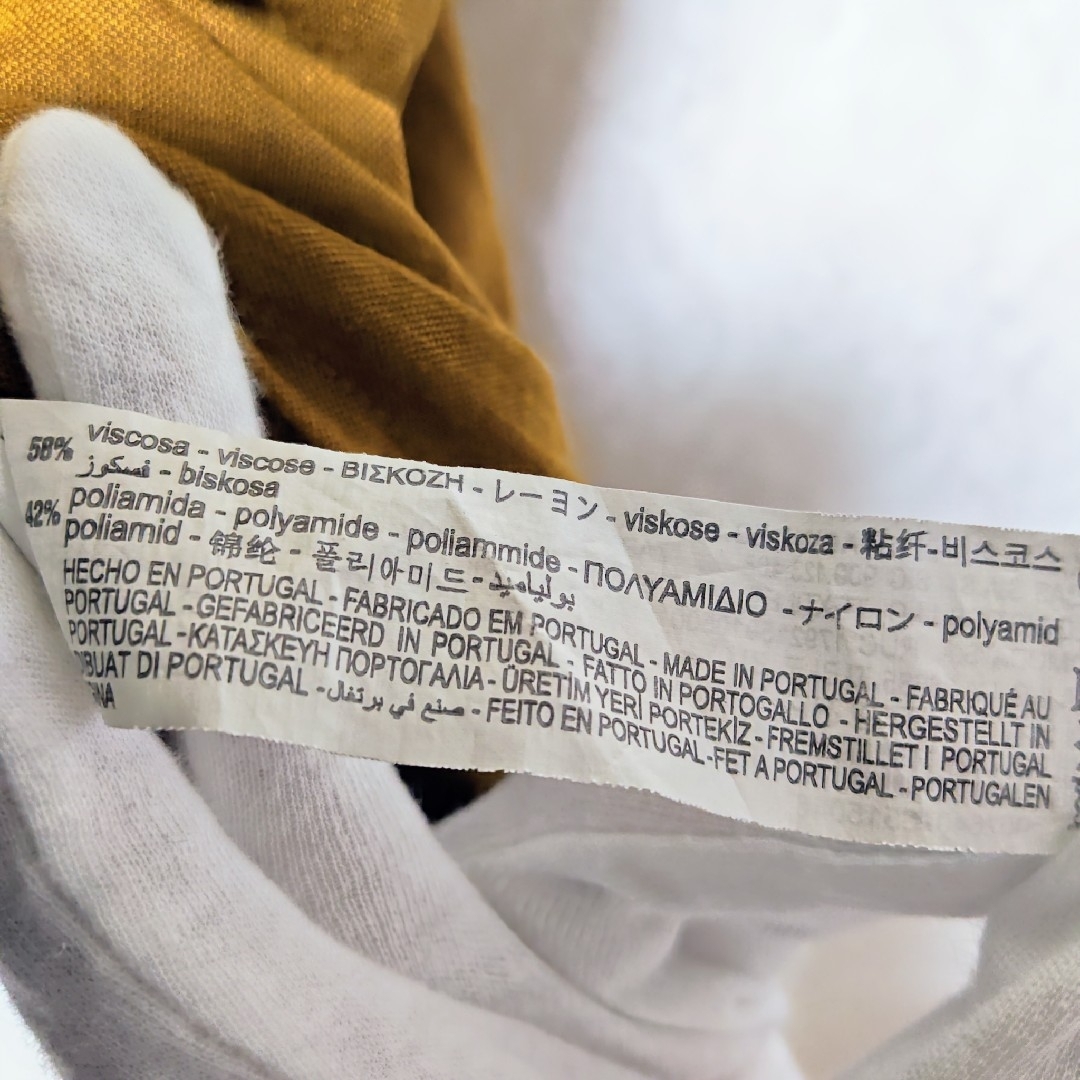 58% viscosa - viscose - ΒΙΣΚΟΖΗ - レーヨン - viskose - viskoza - 粘纤-비스코스
فسكوز - biskosa
42% poliamida - polyamide - poliammide - ΠΟΛΥΑΜΙΔΙΟ - ナイロン - polyamid
poliamid - 锦纶 - 폴리아미드 - بولياميد
HECHO EN PORTUGAL - FABRICADO EM PORTUGAL - MADE IN PORTUGAL - FABRIQUÉ AU
PORTUGAL - GEFABRICEERD IN PORTUGAL - FATTO IN PORTOGALLO - HERGESTELLT IN
PORTUGAL - ΚΑΤΑΣΚΕΥΗ ΠΟΡΤΟΓΑΛΙΑ - ÜRETİM YERİ PORTEKİZ - FREMSTILLET I PORTUGAL
DIBUAT DI PORTUGAL - صنع في برتغال - FEITO EN PORTUGAL - FET A PORTUGAL - PORTUGALEN